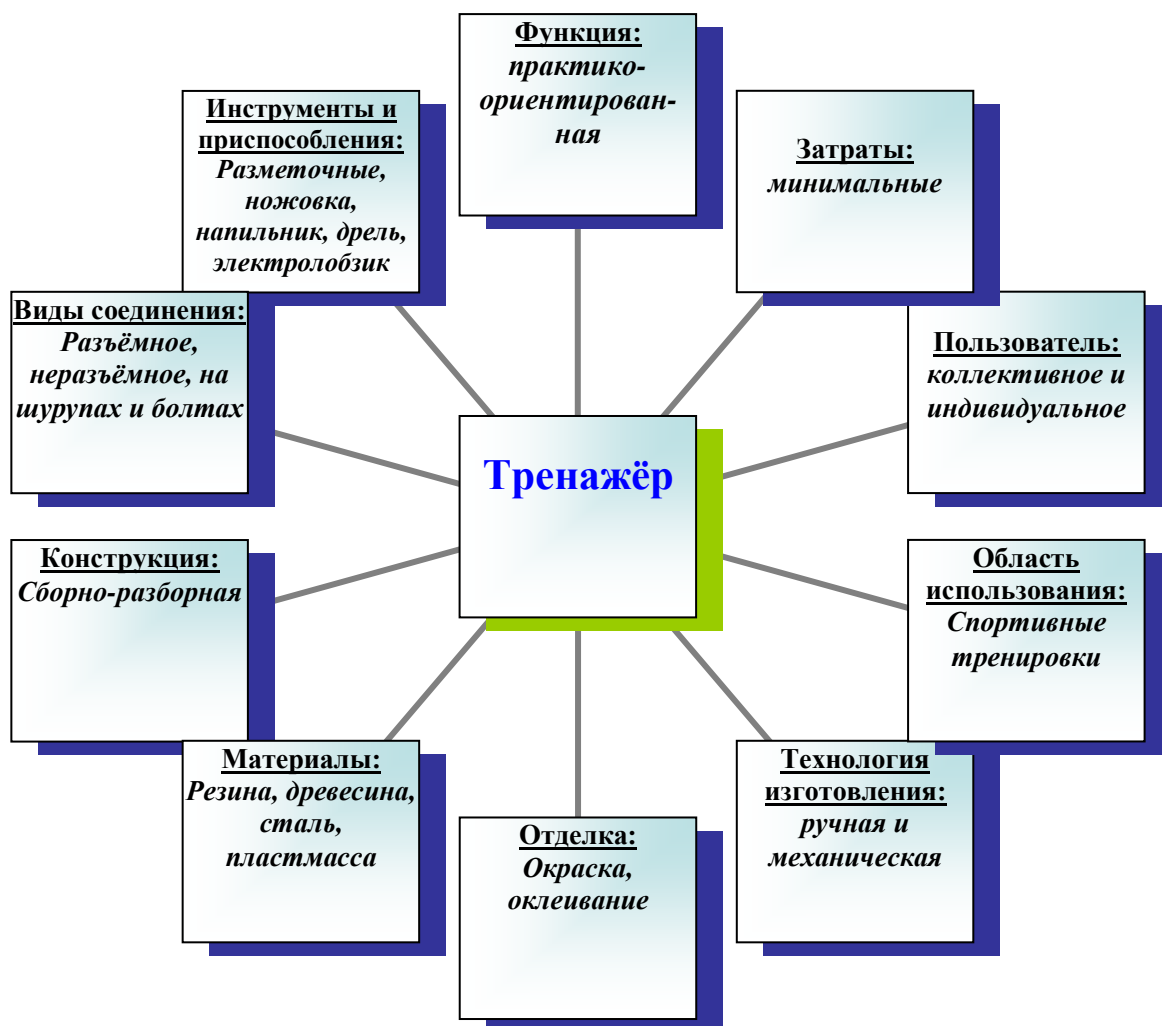 Функция:
практико-
ориентирован-
ная
Затраты:
минимальные
Пользователь:
коллективное и
индивидуальное
Область
использования:
Спортивные
тренировки
Технология
изготовления:
ручная и
механическая
Отделка:
Окраска,
оклеивание
Материалы:
Резина, древесина,
сталь,
пластмасса
Конструкция:
Сборно-разборная
Виды соединения:
Разъёмное,
неразъёмное, на
шурупах и болтах
Инструменты и
приспособления:
Разметочные,
ножовка,
напильник, дрель,
электролобзик
Тренажёр